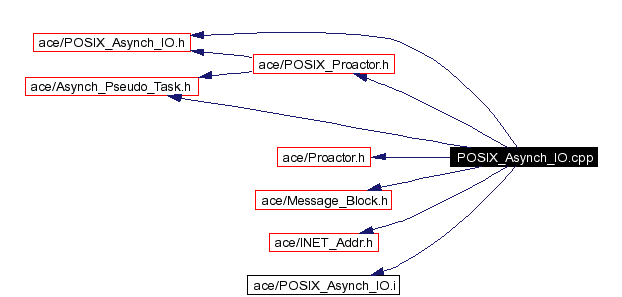 ace/POSIX_Asynch_IO.h
ace/POSIX_Proactor.h
ace/Asynch_Pseudo_Task.h
ace/Proactor.h
POSIX_Asynch_IO.cpp
ace/Message_Block.h
ace/INET_Addr.h
ace/POSIX_Asynch_IO.i